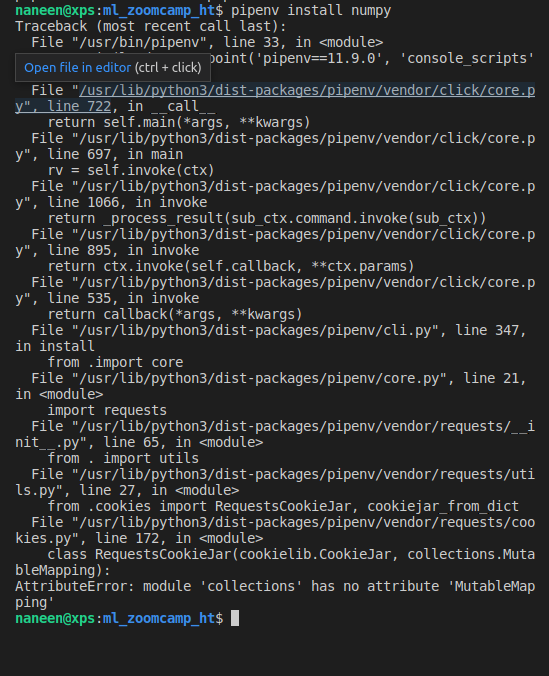 naneen@xps:ml_zoomcamp_ht$ pipenv install numpy
Traceback (most recent call last):
  File "/usr/bin/pipenv", line 33, in <module>
point('pipenv==11.9.0', 'console_scripts'
Open file in editor (ctrl + click)
  File "/usr/lib/python3/dist-packages/pipenv/vendor/click/core.p
y", line 722, in __call__
    return self.main(*args, **kwargs)
  File "/usr/lib/python3/dist-packages/pipenv/vendor/click/core.p
y", line 697, in main
    rv = self.invoke(ctx)
  File "/usr/lib/python3/dist-packages/pipenv/vendor/click/core.p
y", line 1066, in invoke
    return _process_result(sub_ctx.command.invoke(sub_ctx))
  File "/usr/lib/python3/dist-packages/pipenv/vendor/click/core.p
y", line 895, in invoke
    return ctx.invoke(self.callback, **ctx.params)
  File "/usr/lib/python3/dist-packages/pipenv/vendor/click/core.p
y", line 535, in invoke
    return callback(*args, **kwargs)
  File "/usr/lib/python3/dist-packages/pipenv/cli.py", line 347,
in install
    from .import core
  File "/usr/lib/python3/dist-packages/pipenv/core.py", line 21,
in <module>
    import requests
  File "/usr/lib/python3/dist-packages/pipenv/vendor/requests/__i
nit__.py", line 65, in <module>
    from . import utils
  File "/usr/lib/python3/dist-packages/pipenv/vendor/requests/uti
ls.py", line 27, in <module>
    from .cookies import RequestsCookieJar, cookiejar_from_dict
  File "/usr/lib/python3/dist-packages/pipenv/vendor/requests/coo
kies.py", line 172, in <module>
    class RequestsCookieJar(cookielib.CookieJar, collections.Muta
bleMapping):
AttributeError: module 'collections' has no attribute 'MutableMap
ping'
naneen@xps:ml_zoomcamp_ht$